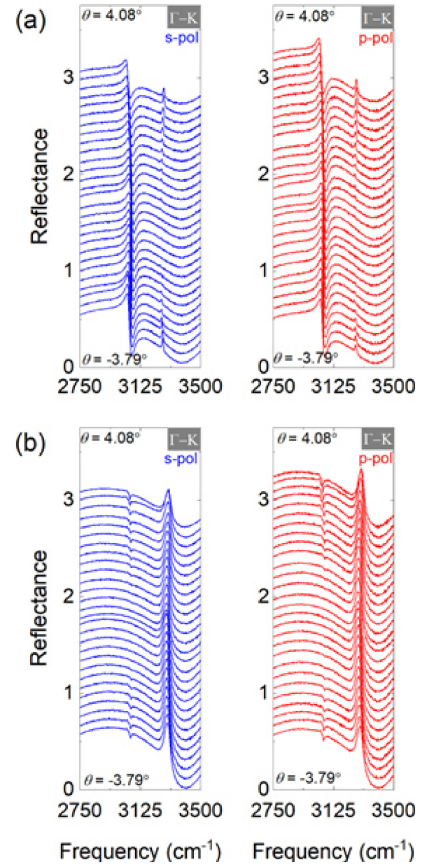 (a)
θ = 4.08° Γ–K
s-pol
θ = 4.08° Γ–K
p-pol
3
2
1
0
Reflectance
θ = -3.79°
θ = -3.79°
2750 3125 3500
2750 3125 3500
(b)
θ = 4.08° Γ–K
s-pol
θ = 4.08° Γ–K
p-pol
3
2
1
0
Reflectance
θ = -3.79°
θ = -3.79°
2750 3125 3500
2750 3125 3500
Frequency (cm⁻¹)
Frequency (cm⁻¹)